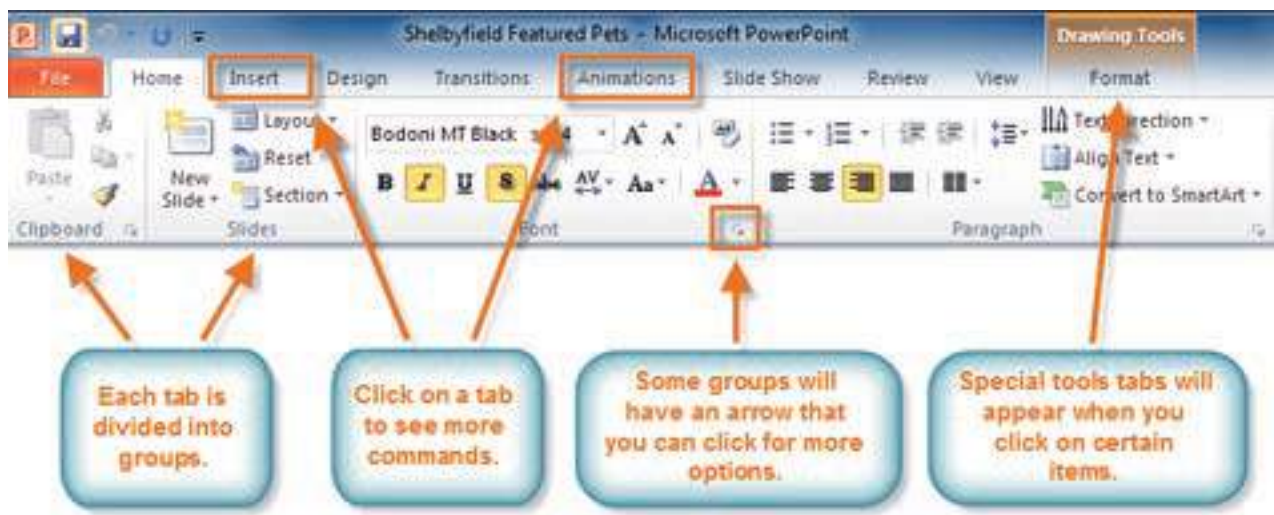 Shelbyfield Featured Pets - Microsoft PowerPoint
Drawing Tools
File Home Insert Design Transitions Animations Slide Show Review View Format
Layout
Bodoni MT Black
Text Direction
Reset
Align Text
Paste
New
Slide
Section
B I U S abc AV Aa A
Convert to SmartArt
Clipboard Slides Font Paragraph
Each tab is
divided into
groups.
Click on a tab
to see more
commands.
Some groups will
have an arrow that
you can click for more
options.
Special tools tabs will
appear when you
click on certain
items.